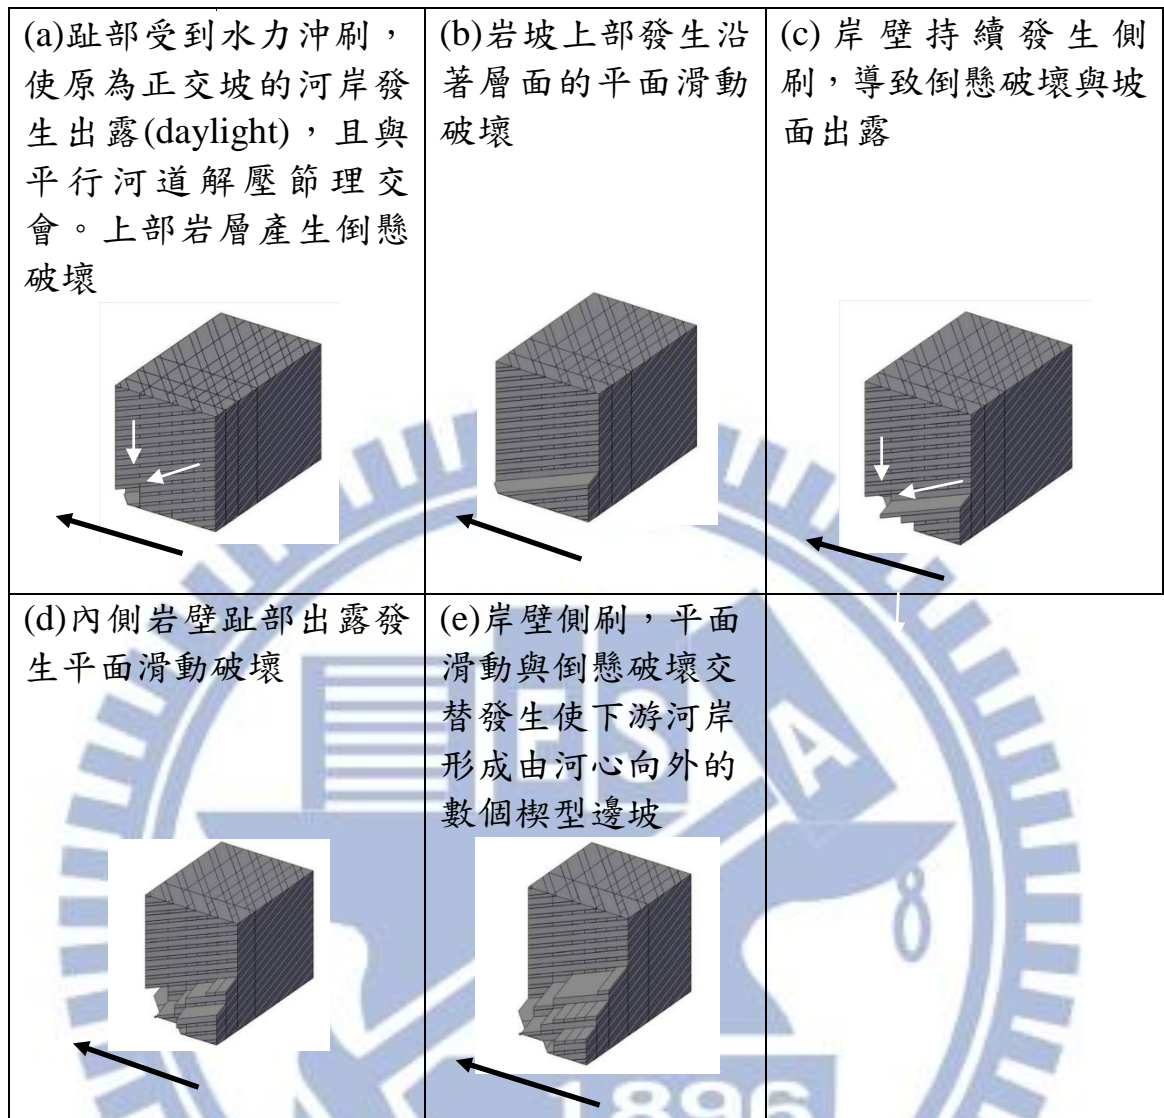 (a)趾部受到水力沖刷，
使原為正交坡的河岸發
生出露(daylight)，且與
平行河道解壓節理交
會。上部岩層產生倒懸
破壞
(b)岩坡上部發生沿
著層面的平面滑動
破壞
(c)岸壁持續發生側
刷，導致倒懸破壞與坡
面出露
(d)內側岩壁趾部出露發
生平面滑動破壞
(e)岸壁側刷，平面
滑動與倒懸破壞交
替發生使下游河岸
形成由河心向外的
數個楔型邊坡
ESA
8
1896